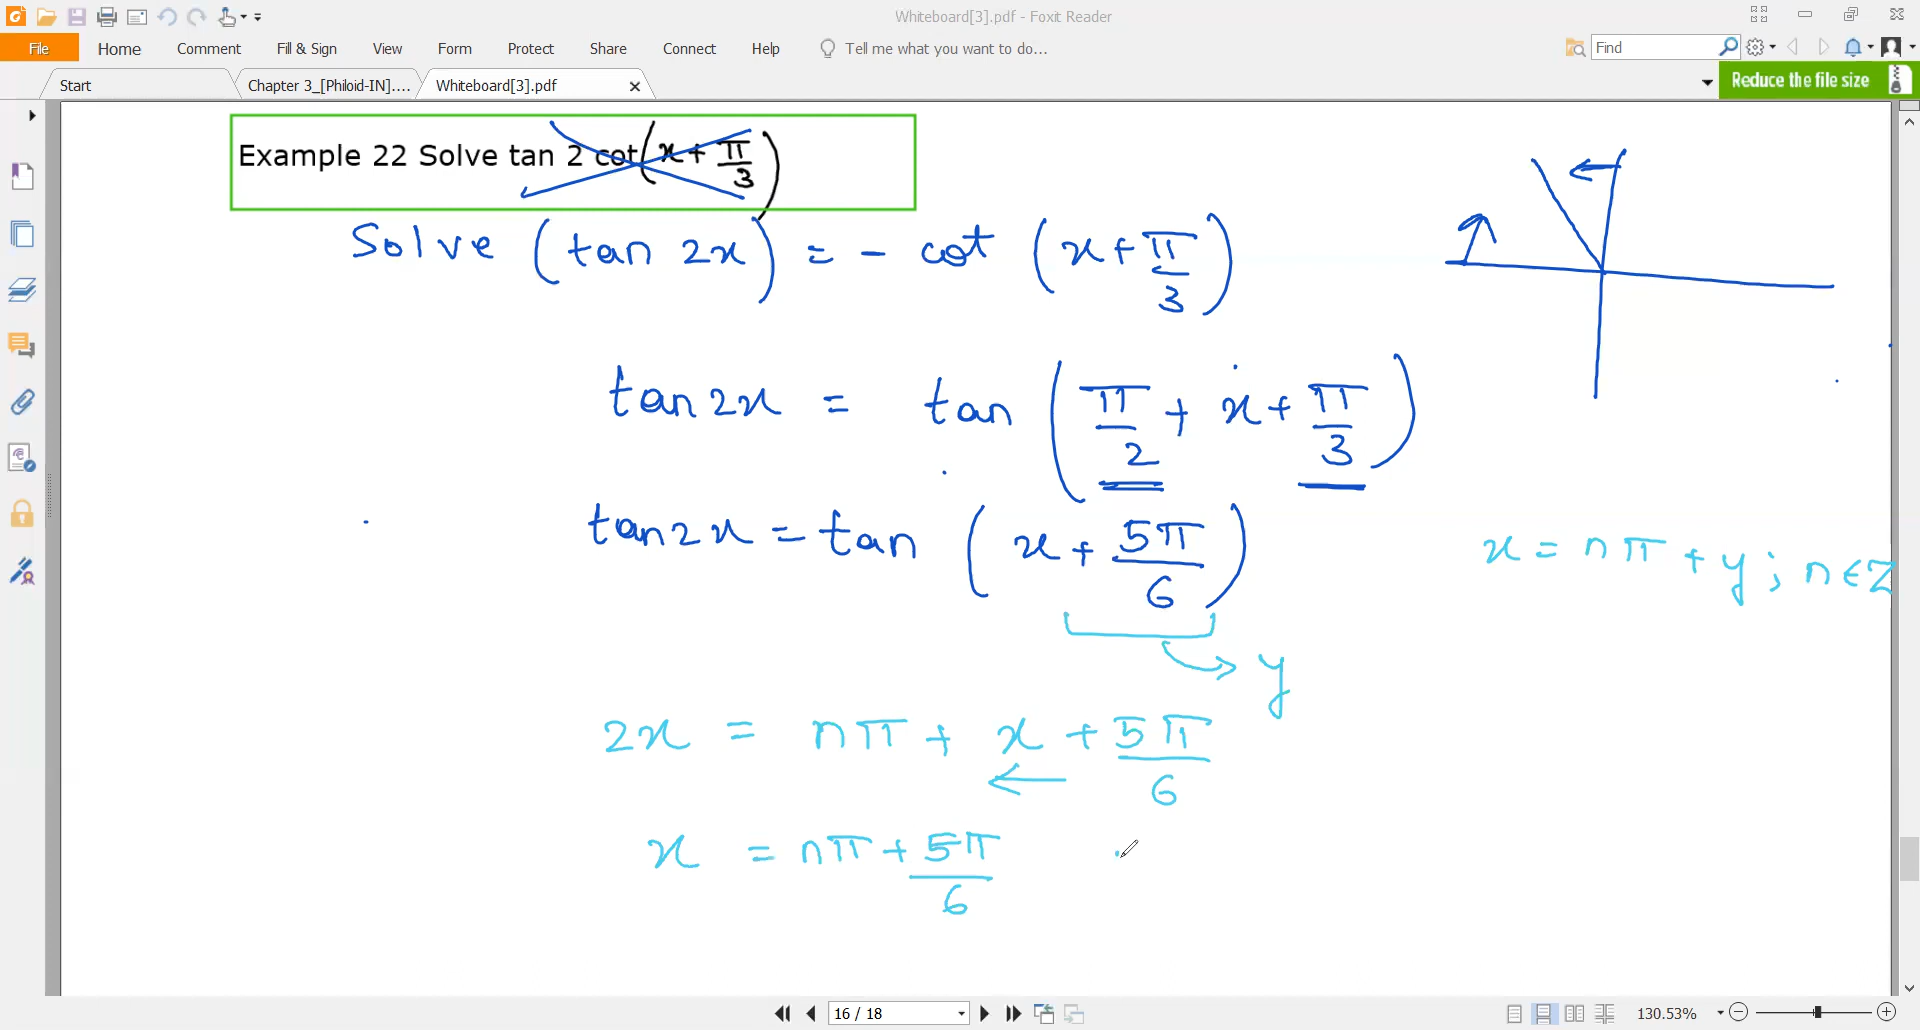 Whiteboard[3].pdf - Foxit Reader
File Home Comment Fill & Sign View Form Protect Share Connect Help Tell me what you want to do... Find
Start Chapter 3_[Philoid-IN].... Whiteboard[3].pdf Reduce the file size
Example 22 Solve tan 2 cot(x + π/3)
Solve (tan 2x) = - cot (x + π/3)
tan 2x = tan (π/2 + x + π/3)
tan 2x = tan (x + 5π/6)
x = nπ + y ; n ∈ Z
y
2x = nπ + x + 5π/6
x = nπ + 5π/6
16 / 18 130.53%